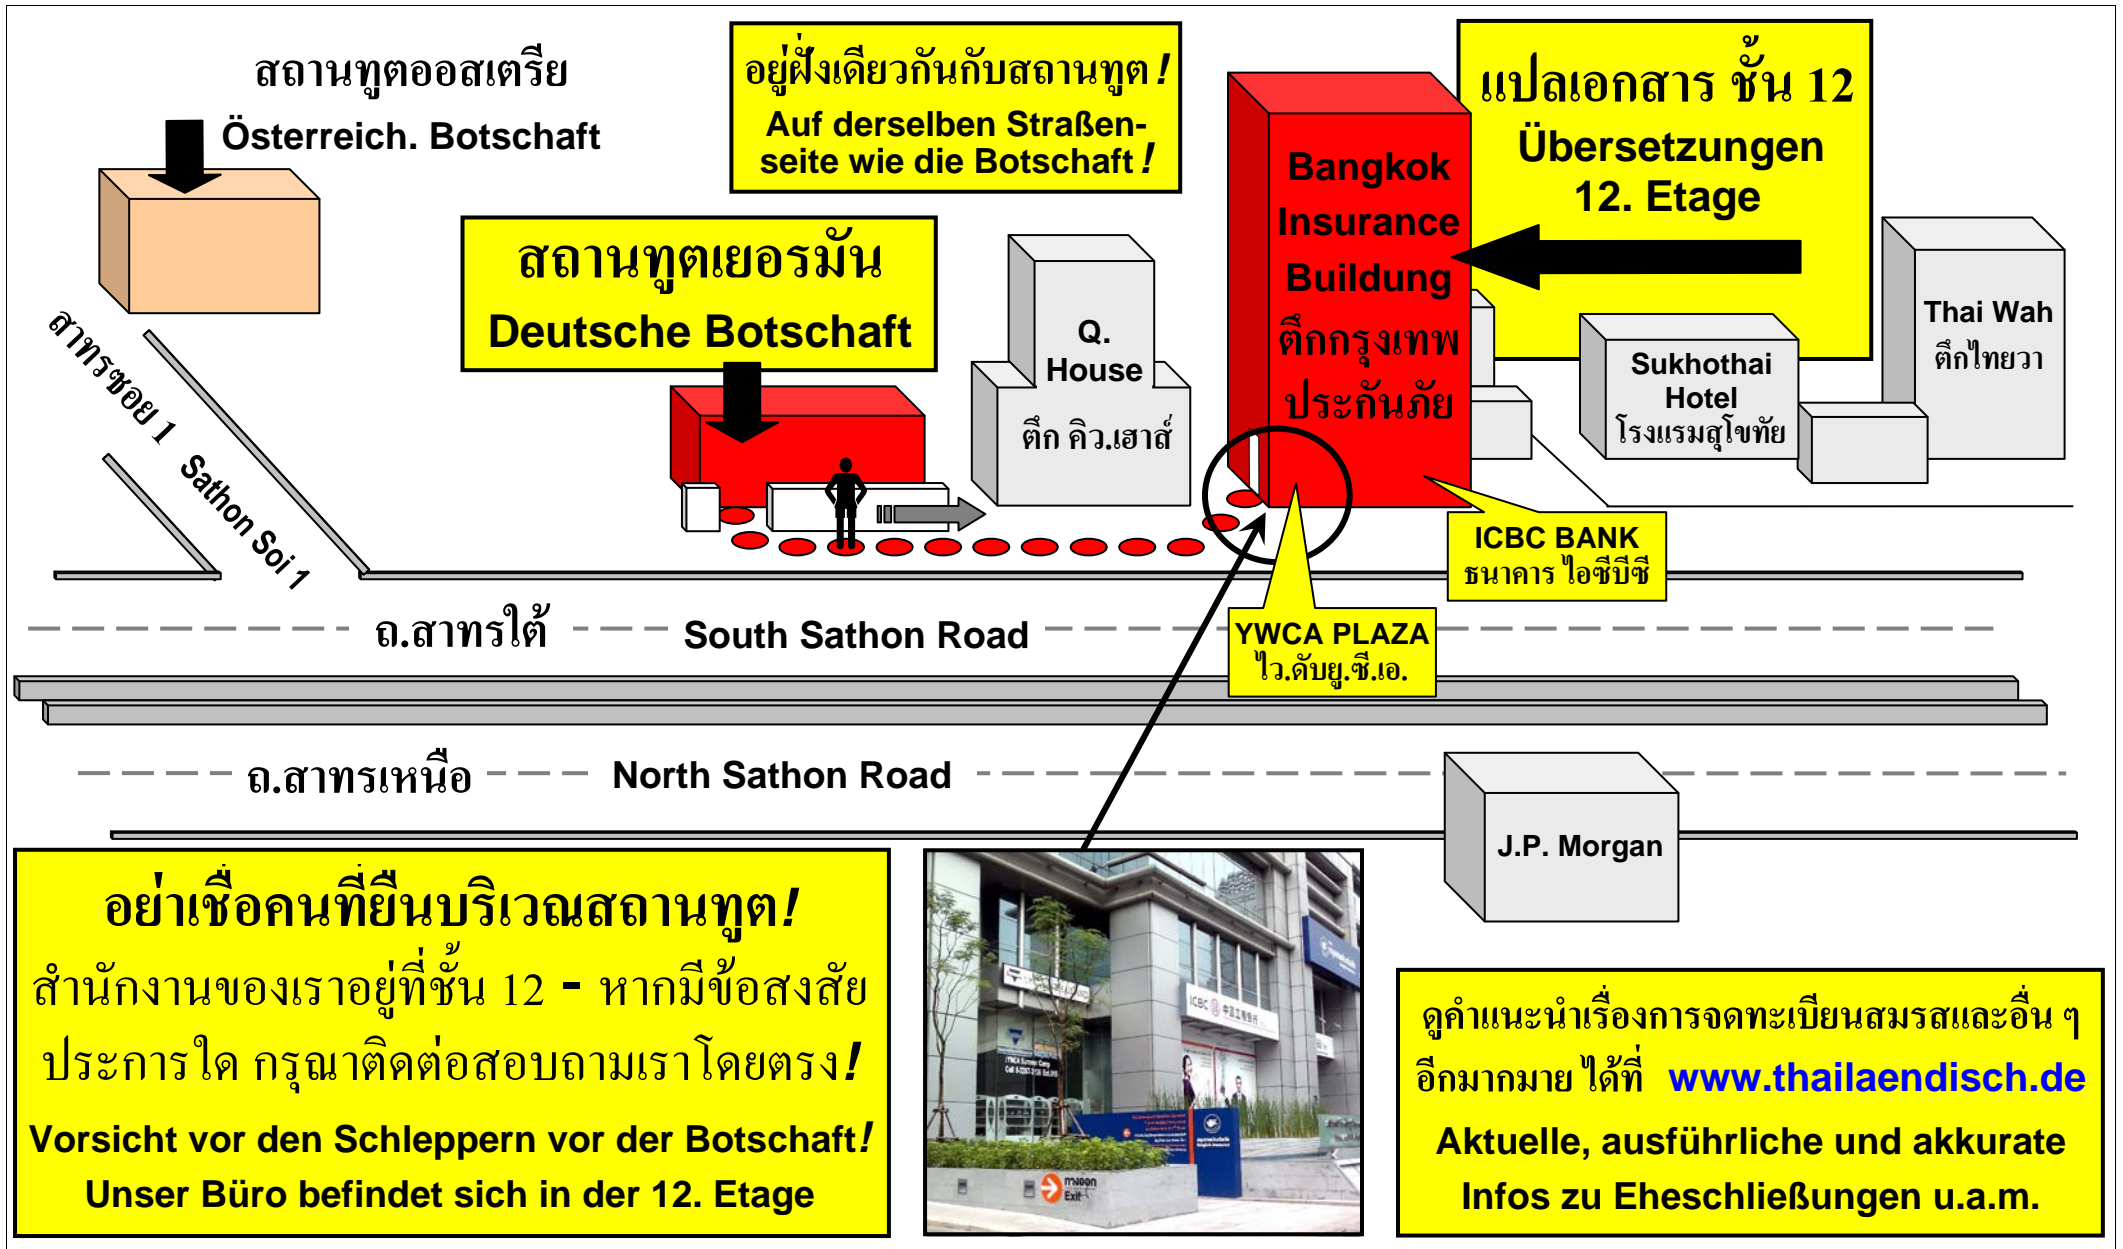 สถานทูตออสเตรีย
Österreich. Botschaft
อยู่ฝั่งเดียวกันกับสถานทูต !
Auf derselben Straßen-
seite wie die Botschaft !
แปลเอกสาร ชั้น 12
Übersetzungen
12. Etage
สถานทูตเยอรมัน
Deutsche Botschaft
Q.
House
ตึก คิว.เฮาส์
Bangkok
Insurance
Buildung
ตึกกรุงเทพ
ประกันภัย
Sukhothai
Hotel
โรงแรมสุโขทัย
Thai Wah
ตึกไทยวา
สาทรซอย 1
Sathon Soi 1
ICBC BANK
ธนาคาร ไอซีบีซี
YWCA PLAZA
ไว.ดับยู.ซี.เอ.
ถ.สาทรใต้
South Sathon Road
ถ.สาทรเหนือ
North Sathon Road
J.P. Morgan
อย่าเชื่อคนที่ยืนบริเวณสถานทูต!
สำนักงานของเราอยู่ที่ชั้น 12 - หากมีข้อสงสัย
ประการใด กรุณาติดต่อสอบถามเราโดยตรง!
Vorsicht vor den Schleppern vor der Botschaft!
Unser Büro befindet sich in der 12. Etage
ICBC 中国工商银行
Exit
ดูคำแนะนำเรื่องการจดทะเบียนสมรสและอื่น ๆ
อีกมากมาย ได้ที่ www.thailaendisch.de
Aktuelle, ausführliche und akkurate
Infos zu Eheschließungen u.a.m.